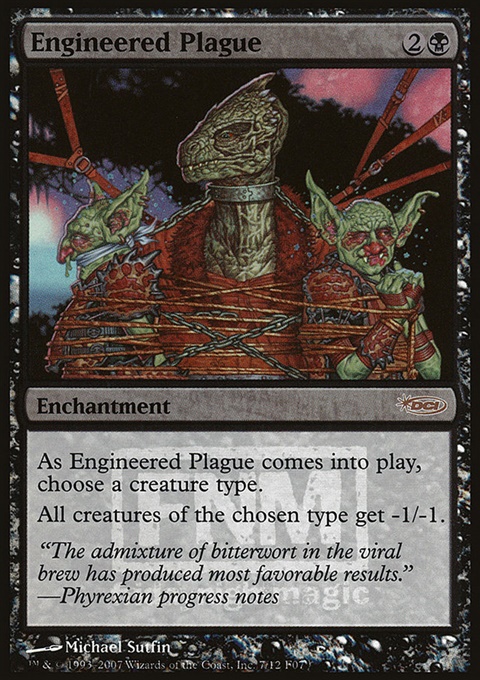 Engineered Plague 2
Enchantment
DCI
As Engineered Plague comes into play,
choose a creature type.
All creatures of the chosen type get -1/-1.
“The admixture of bitterwort in the viral
brew has produced most favorable results.”
—Phyrexian progress notes
FNM
magic
Michael Sutfin
™ & © 1993–2007 Wizards of the Coast, Inc. 7/12 F07